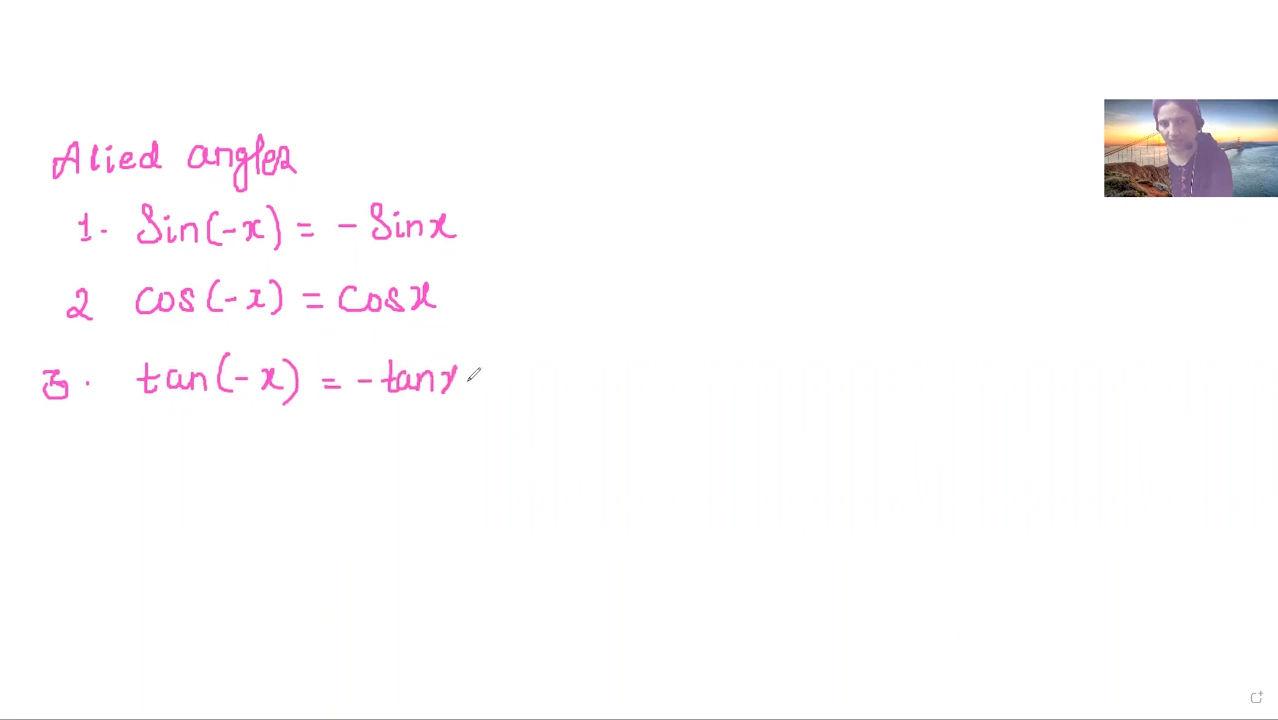 Alied angles
1. Sin(-x) = - Sinx
2 cos(-x) = cosx
3. tan(-x) = -tanx